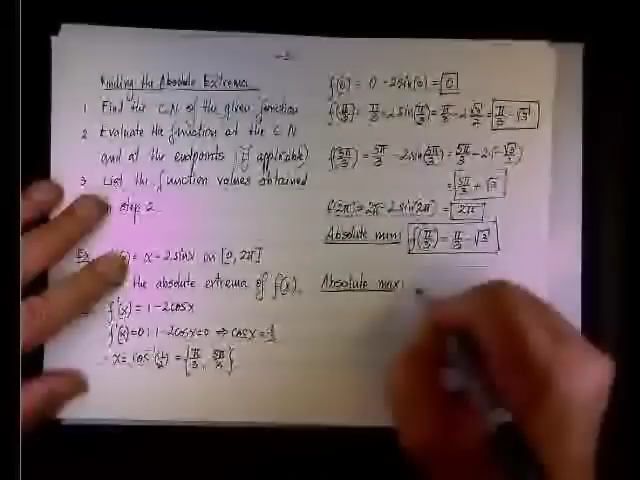 -2-
Finding the Absolute Extrema
1 Find the C.N of the given function
2 Evaluate the function at the C N
and at the endpoints (if applicable)
3 List the function values obtained
step 2
Ex = x - 2sinx on [0, 2π]
the absolute extrema of f(x).
f'(x) = 1 - 2cosx
f'(x)=0: 1-2cosx=0 ⇒ cosx = 1/2
x = cos⁻¹(1/2) = {π/3, 5π/3}
f(0) = 0 - 2sin(0) = 0
f(π/3) = π/3 - 2sin(π/3) = π/3 - 2 √3/2 = π/3 - √3
f(5π/3) = 5π/3 - 2sin(5π/3) = 5π/3 - 2(-√3/2)
= 5π/3 + √3
f(2π) = 2π - 2sin(2π) = 2π
Absolute min: f(π/3) = π/3 - √3
Absolute max: